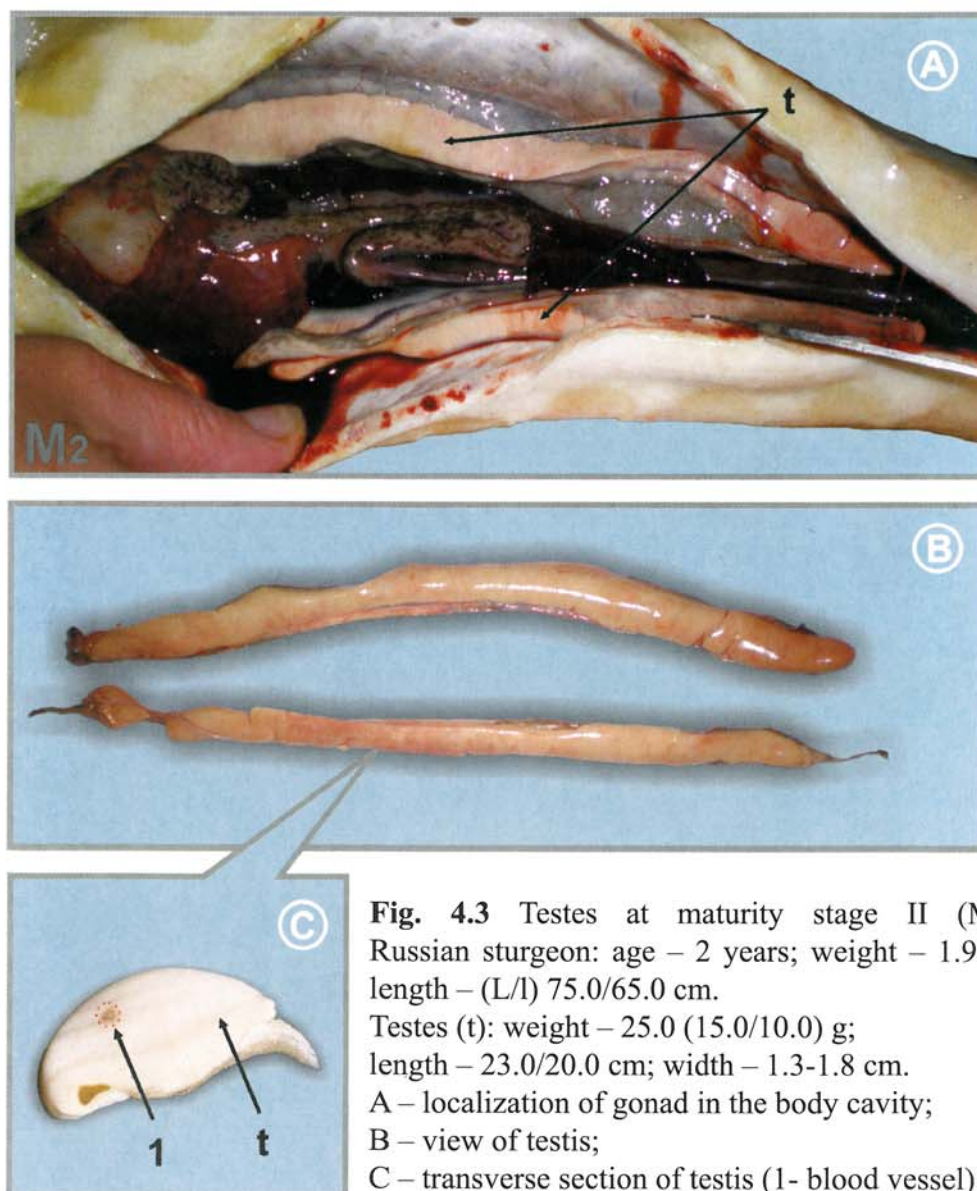 A
t
M2
B
C
1
t
Fig. 4.3 Testes at maturity stage II (M
Russian sturgeon: age – 2 years; weight – 1.9
length – (L/l) 75.0/65.0 cm.
Testes (t): weight – 25.0 (15.0/10.0) g;
length – 23.0/20.0 cm; width – 1.3-1.8 cm.
A – localization of gonad in the body cavity;
B – view of testis;
C – transverse section of testis (1- blood vessel)